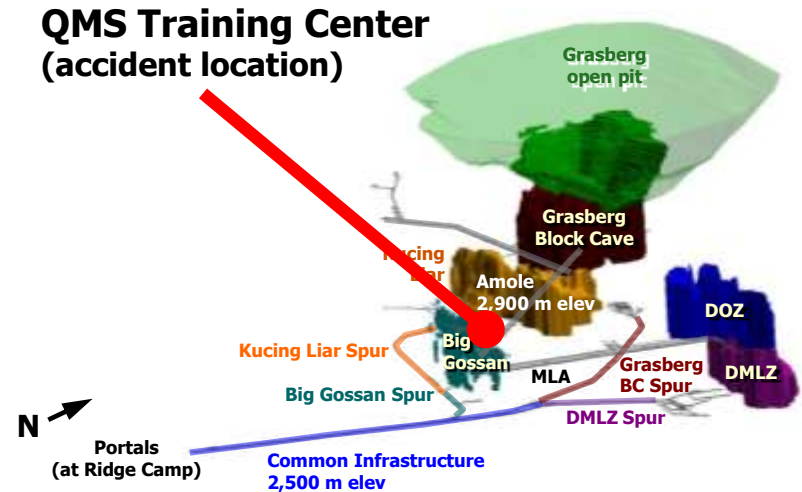 QMS Training Center
(accident location)
Grasberg
open pit
Grasberg
Block Cave
Kucing
Liar
Amole
2,900 m elev
DOZ
Big
Gossan
Kucing Liar Spur
MLA
Grasberg
BC Spur
DMLZ
Big Gossan Spur
DMLZ Spur
N
Portals
(at Ridge Camp)
Common Infrastructure
2,500 m elev